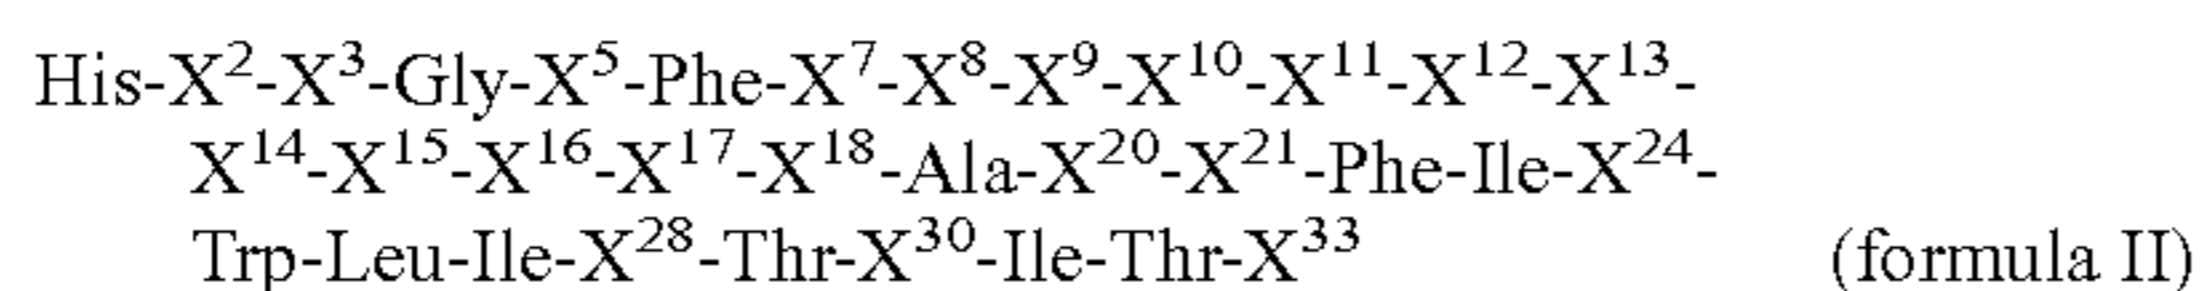 His-X²-X³-Gly-X⁵-Phe-X⁷-X⁸-X⁹-X¹⁰-X¹¹-X¹²-X¹³-
X¹⁴-X¹⁵-X¹⁶-X¹⁷-X¹⁸-Ala-X²⁰-X²¹-Phe-Ile-X²⁴-
Trp-Leu-Ile-X²⁸-Thr-X³⁰-Ile-Thr-X³³ (formula II)